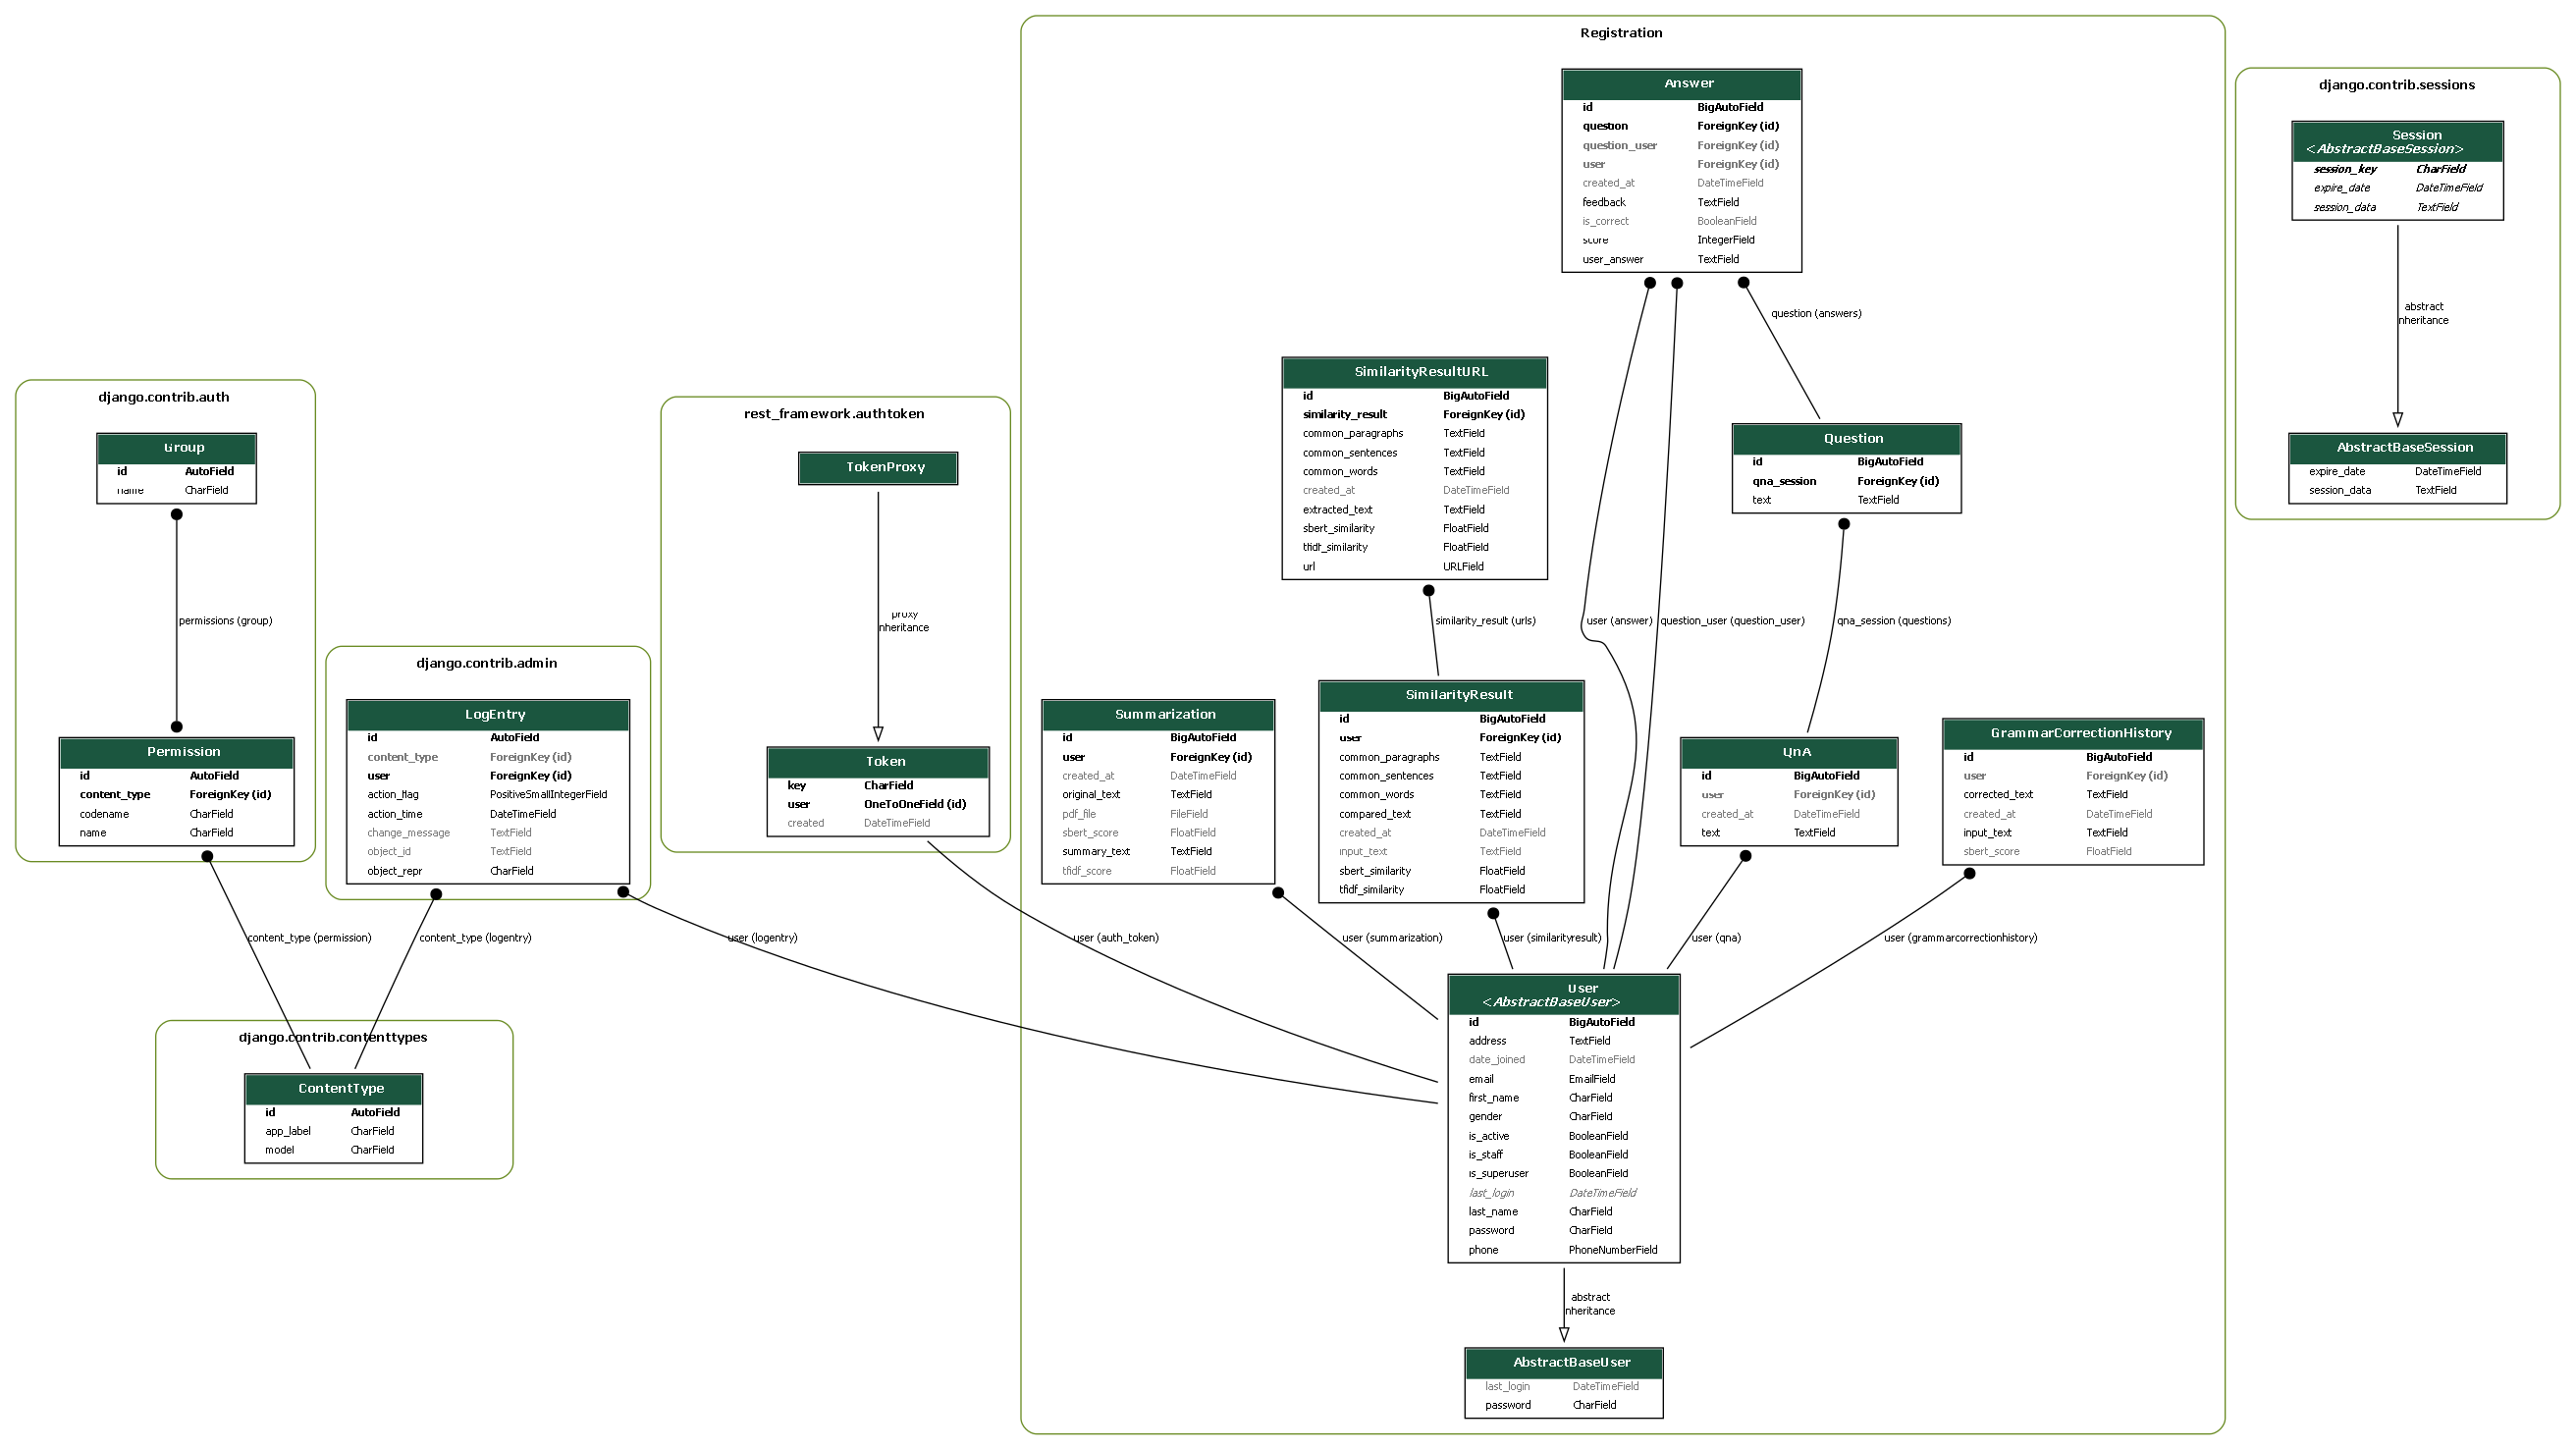 Registration
Answer
id BigAutoField
question ForeignKey (id)
question_user ForeignKey (id)
user ForeignKey (id)
created_at DateTimeField
feedback TextField
is_correct BooleanField
score IntegerField
user_answer TextField
django.contrib.sessions
Session
<AbstractBaseSession>
session_key CharField
expire_date DateTimeField
session_data TextField
abstract
inheritance
AbstractBaseSession
expire_date DateTimeField
session_data TextField
question (answers)
SimilarityResultURL
id BigAutoField
similarity_result ForeignKey (id)
common_paragraphs TextField
common_sentences TextField
common_words TextField
created_at DateTimeField
extracted_text TextField
sbert_similarity FloatField
tfidf_similarity FloatField
url URLField
Question
id BigAutoField
qna_session ForeignKey (id)
text TextField
django.contrib.auth
Group
id AutoField
name CharField
permissions (group)
Permission
id AutoField
content_type ForeignKey (id)
codename CharField
name CharField
rest_framework.authtoken
TokenProxy
proxy
inheritance
Token
key CharField
user OneToOneField (id)
created DateTimeField
similarity_result (urls)
user (answer)
question_user (question_user)
qna_session (questions)
django.contrib.admin
LogEntry
id AutoField
content_type ForeignKey (id)
user ForeignKey (id)
action_flag PositiveSmallIntegerField
action_time DateTimeField
change_message TextField
object_id TextField
object_repr CharField
Summarization
id BigAutoField
user ForeignKey (id)
created_at DateTimeField
original_text TextField
pdf_file FileField
sbert_score FloatField
summary_text TextField
tfidf_score FloatField
SimilarityResult
id BigAutoField
user ForeignKey (id)
common_paragraphs TextField
common_sentences TextField
common_words TextField
compared_text TextField
created_at DateTimeField
input_text TextField
sbert_similarity FloatField
tfidf_similarity FloatField
QnA
id BigAutoField
user ForeignKey (id)
created_at DateTimeField
text TextField
GrammarCorrectionHistory
id BigAutoField
user ForeignKey (id)
corrected_text TextField
created_at DateTimeField
input_text TextField
sbert_score FloatField
content_type (permission)
content_type (logentry)
user (logentry)
user (auth_token)
user (summarization)
user (similarityresult)
user (qna)
user (grammarcorrectionhistory)
django.contrib.contenttypes
ContentType
id AutoField
app_label CharField
model CharField
User
<AbstractBaseUser>
id BigAutoField
address TextField
date_joined DateTimeField
email EmailField
first_name CharField
gender CharField
is_active BooleanField
is_staff BooleanField
is_superuser BooleanField
last_login DateTimeField
last_name CharField
password CharField
phone PhoneNumberField
abstract
inheritance
AbstractBaseUser
last_login DateTimeField
password CharField